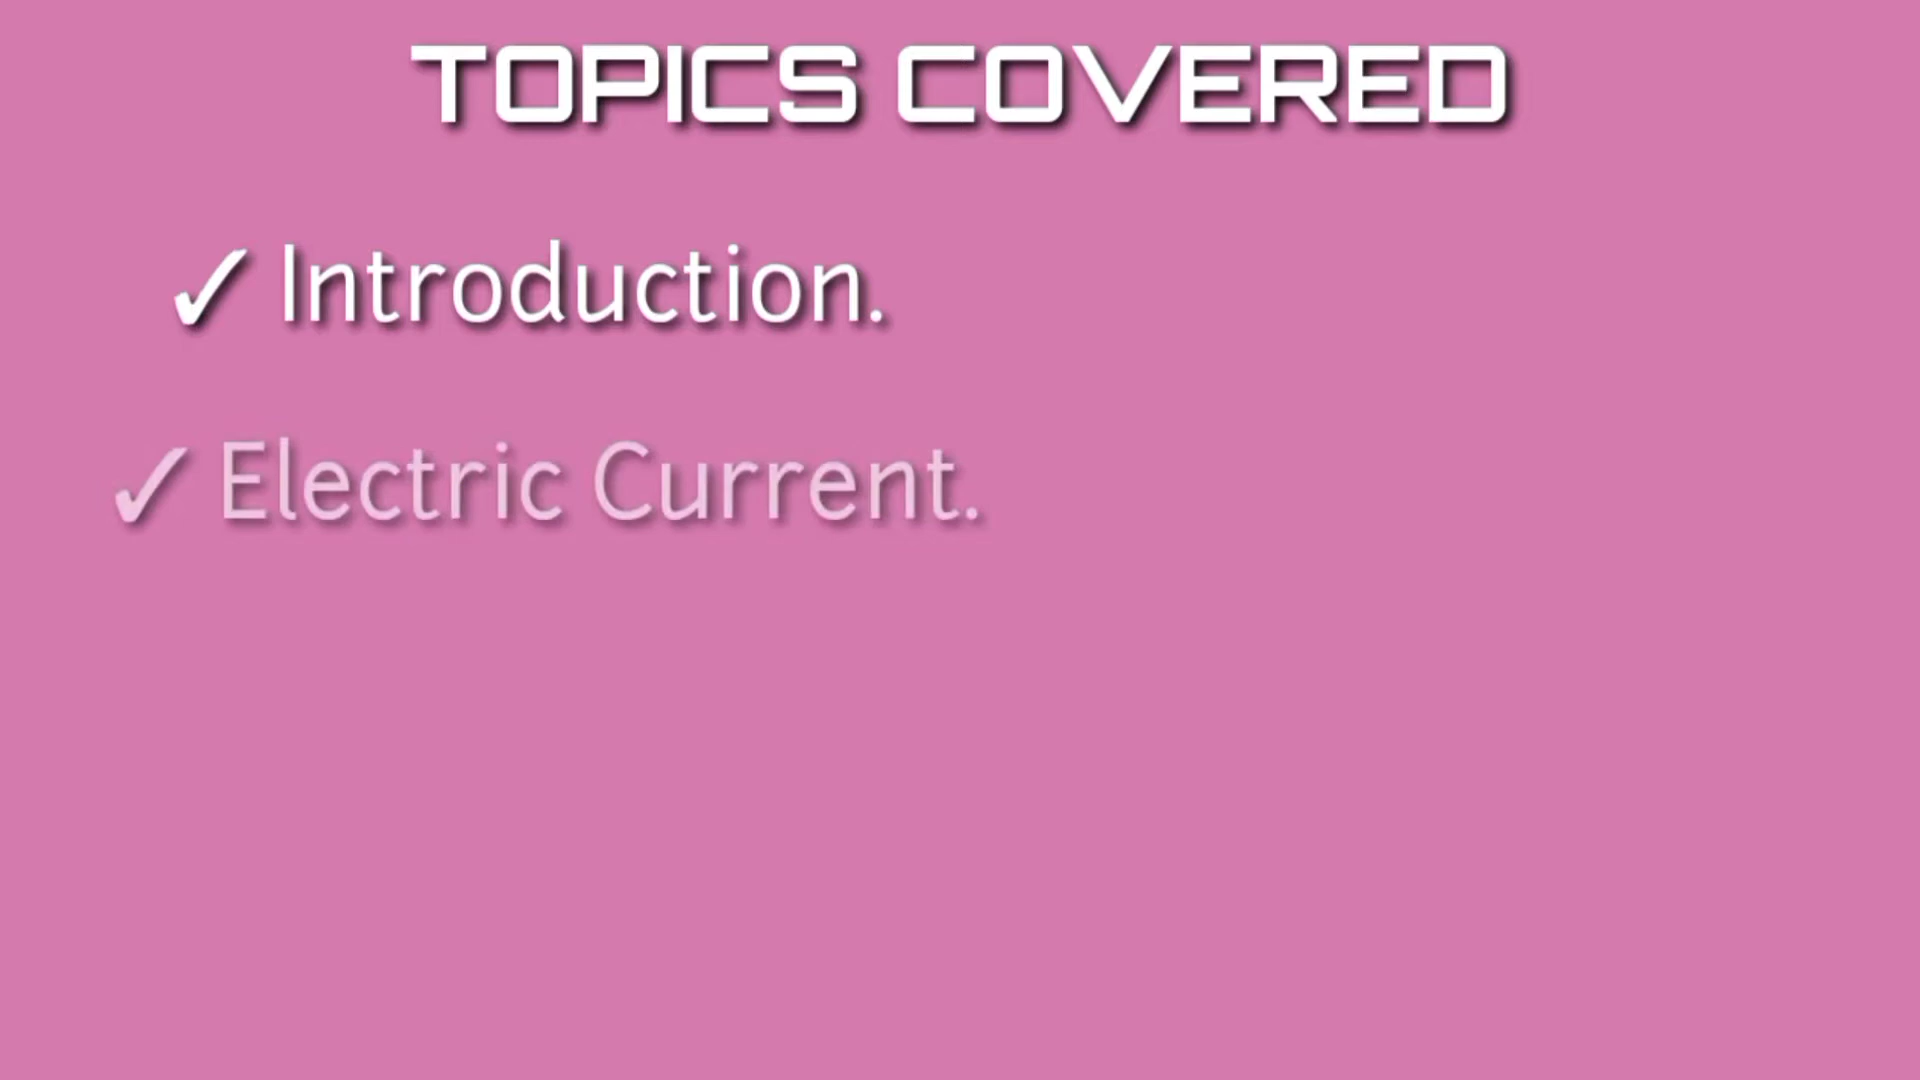 TOPICS COVERED
✓ Introduction.
✓ Electric Current.